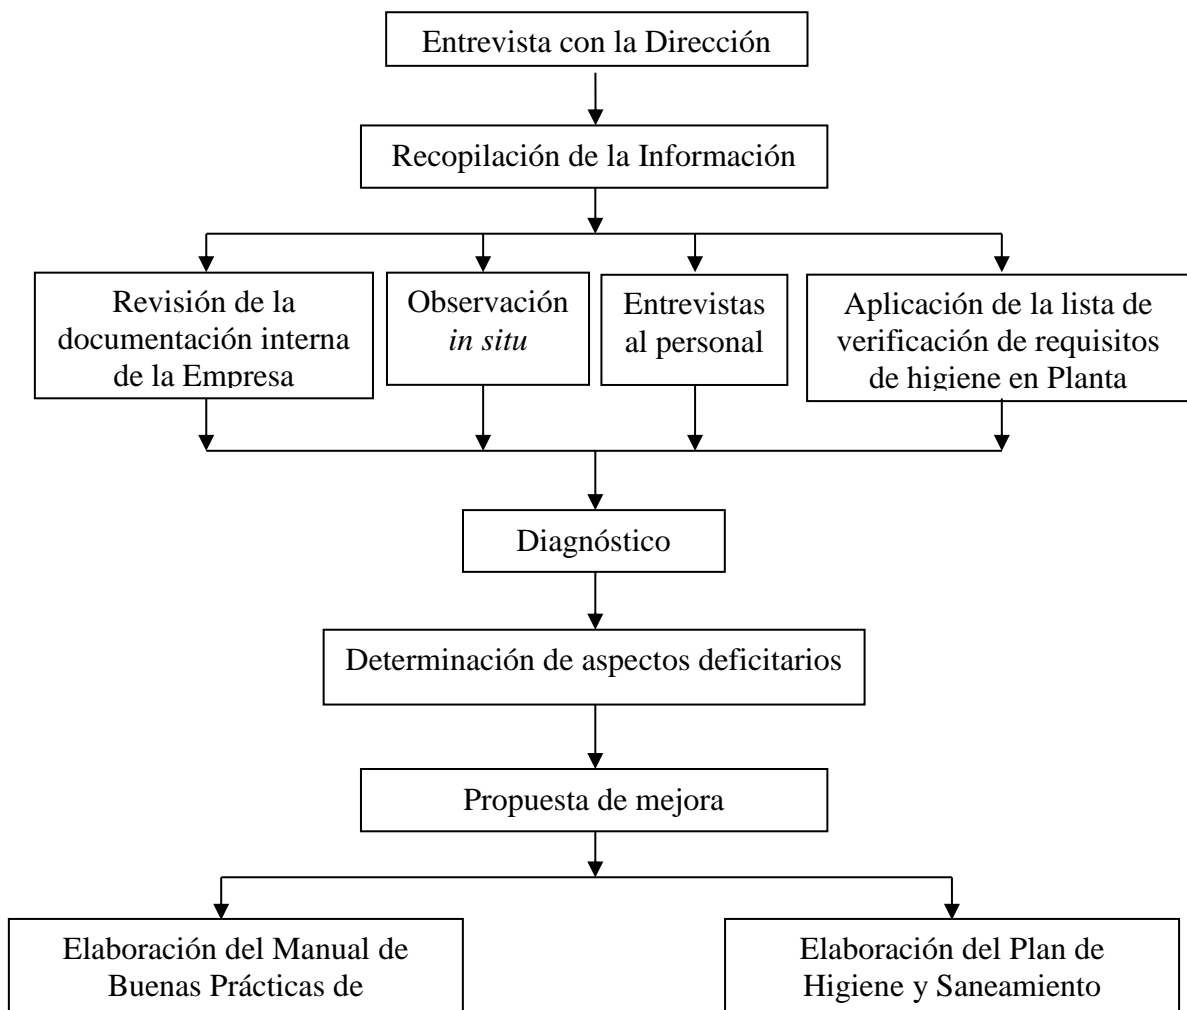 Entrevista con la Dirección
Recopilación de la Información
Revisión de la
documentación interna
de la Empresa
Observación
in situ
Entrevistas
al personal
Aplicación de la lista de
verificación de requisitos
de higiene en Planta
Diagnóstico
Determinación de aspectos deficitarios
Propuesta de mejora
Elaboración del Manual de
Buenas Prácticas de
Elaboración del Plan de
Higiene y Saneamiento